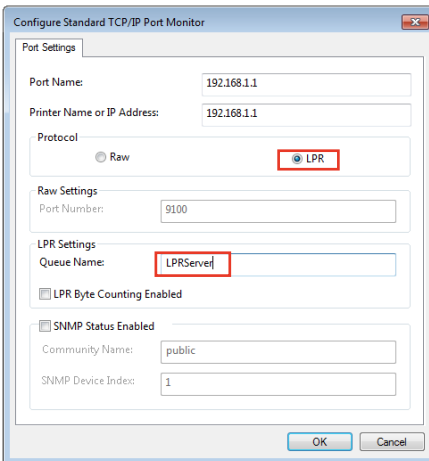 Configure Standard TCP/IP Port Monitor
Port Settings
Port Name: 192.168.1.1
Printer Name or IP Address: 192.168.1.1
Protocol
Raw LPR
Raw Settings
Port Number: 9100
LPR Settings
Queue Name: LPRServer
LPR Byte Counting Enabled
SNMP Status Enabled
Community Name: public
SNMP Device Index: 1
OK Cancel